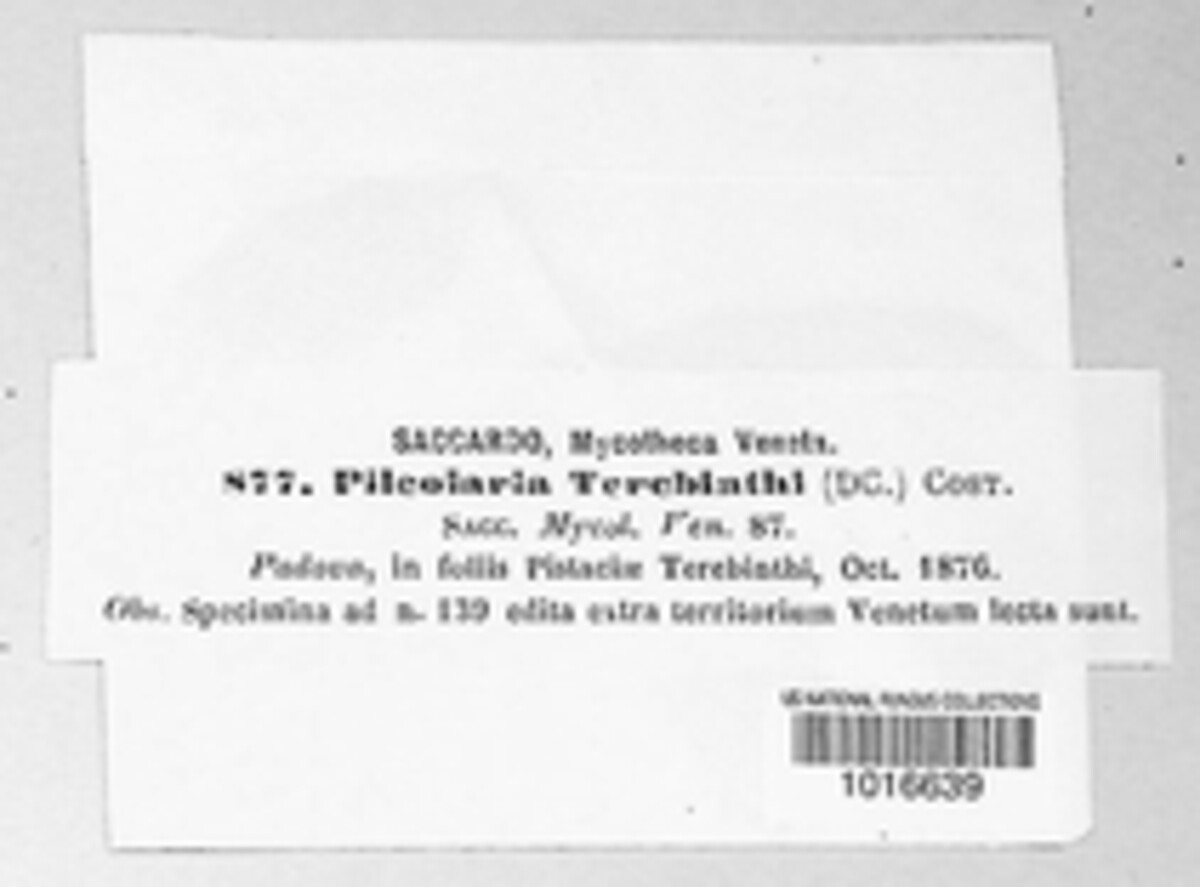 SACCARDO, Mycotheca Veneta.
877. Pileolaria Terebinthi (DC.) Cast.
Sacc. Mycol. Ven. 87.
Padova, in foliis Pistaciæ Terebinthi, Oct. 1876.
Obs. Specimina ad n. 139 edita extra territorium Venetum lecta sunt.
US NATIONAL FUNGUS COLLECTIONS
1016639